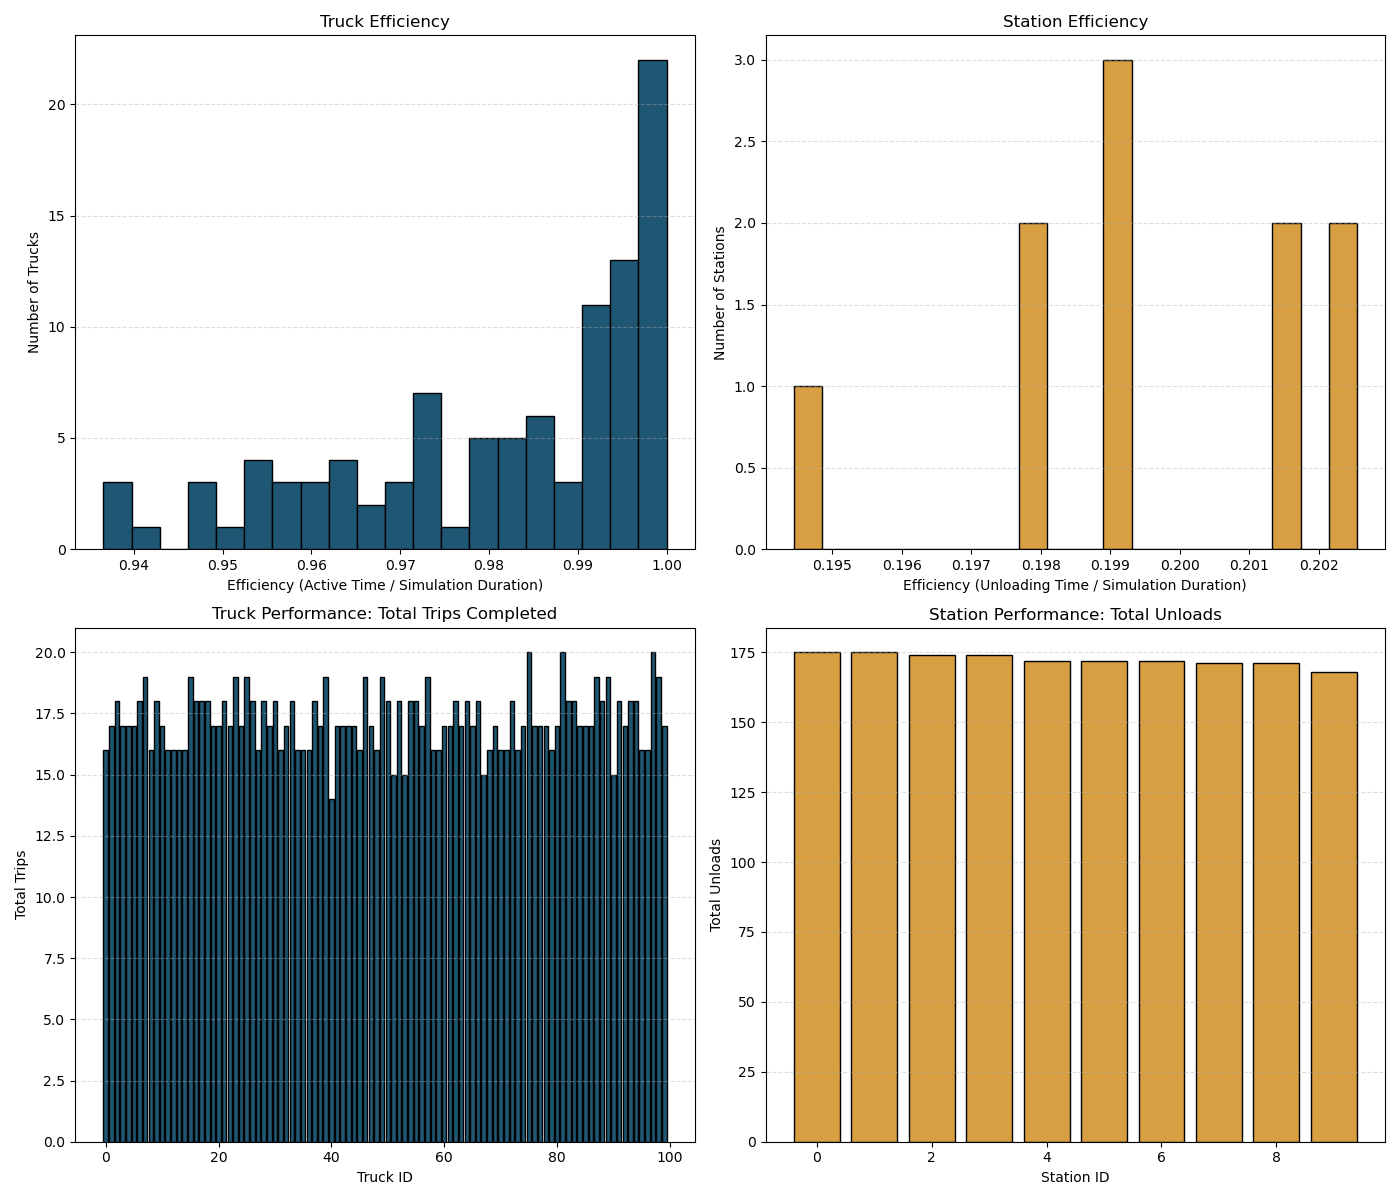 Truck Efficiency
Number of Trucks
20
15
10
5
0
0.94 0.95 0.96 0.97 0.98 0.99 1.00
Efficiency (Active Time / Simulation Duration)
Station Efficiency
Number of Stations
3.0
2.5
2.0
1.5
1.0
0.5
0.0
0.195 0.196 0.197 0.198 0.199 0.200 0.201 0.202
Efficiency (Unloading Time / Simulation Duration)
Truck Performance: Total Trips Completed
Total Trips
20.0
17.5
15.0
12.5
10.0
7.5
5.0
2.5
0.0
0 20 40 60 80 100
Truck ID
Station Performance: Total Unloads
Total Unloads
175
150
125
100
75
50
25
0
0 2 4 6 8
Station ID